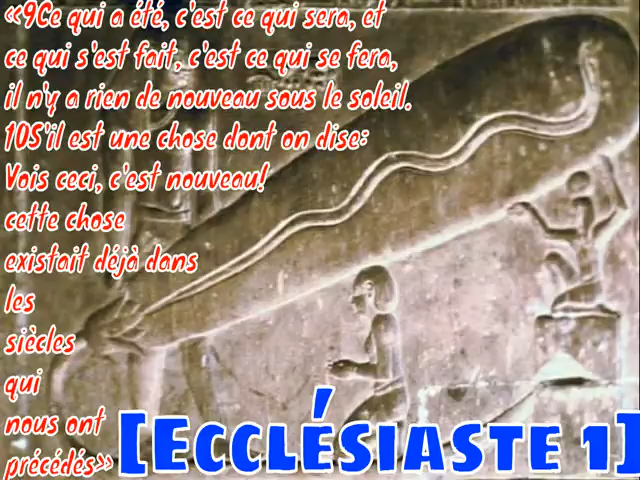 «9Ce qui a été, c'est ce qui sera, et
ce qui s'est fait, c'est ce qui se fera,
il n'y a rien de nouveau sous le soleil.
10S'il est une chose dont on dise:
Vois ceci, c'est nouveau!
cette chose
existait déjà dans
les
siècles
qui
nous ont
précédés»
[ECCLÉSIASTE 1]